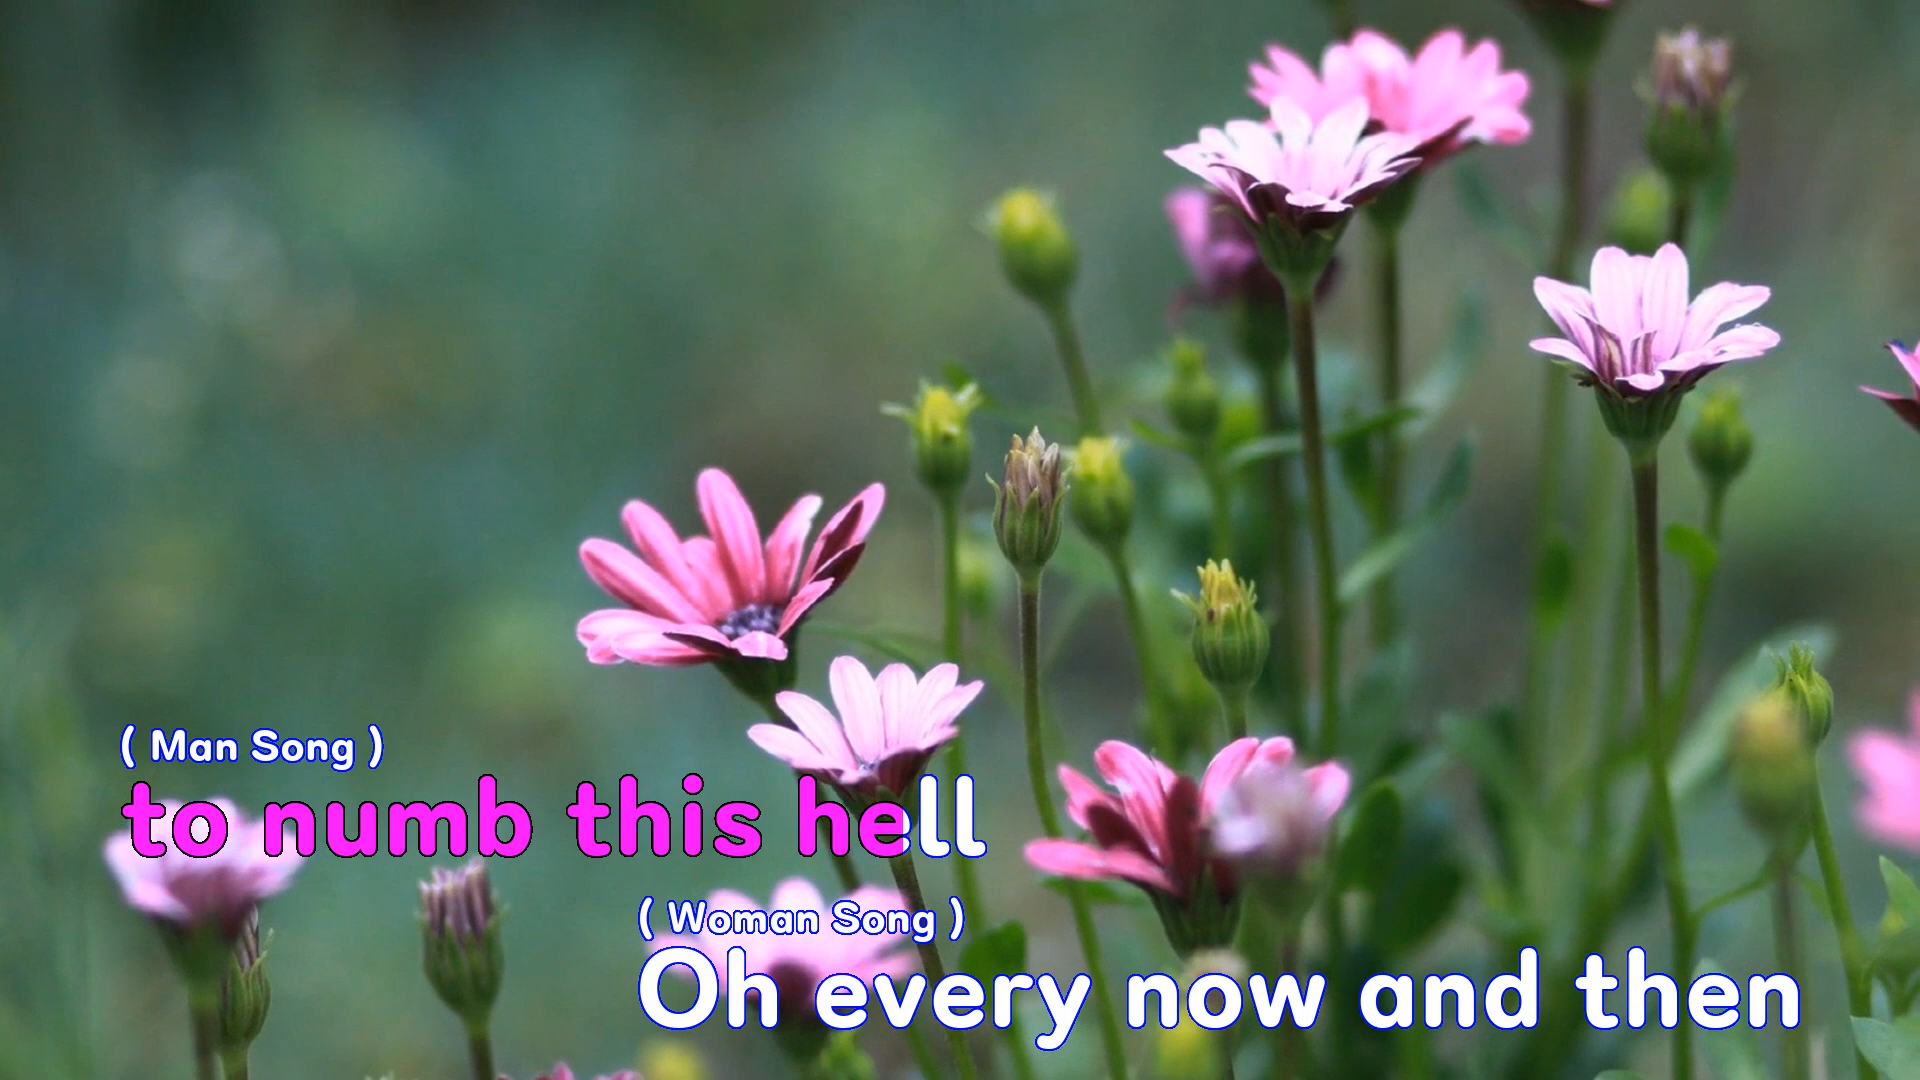 ( Man Song )
to numb this hell
( Woman Song )
Oh every now and then